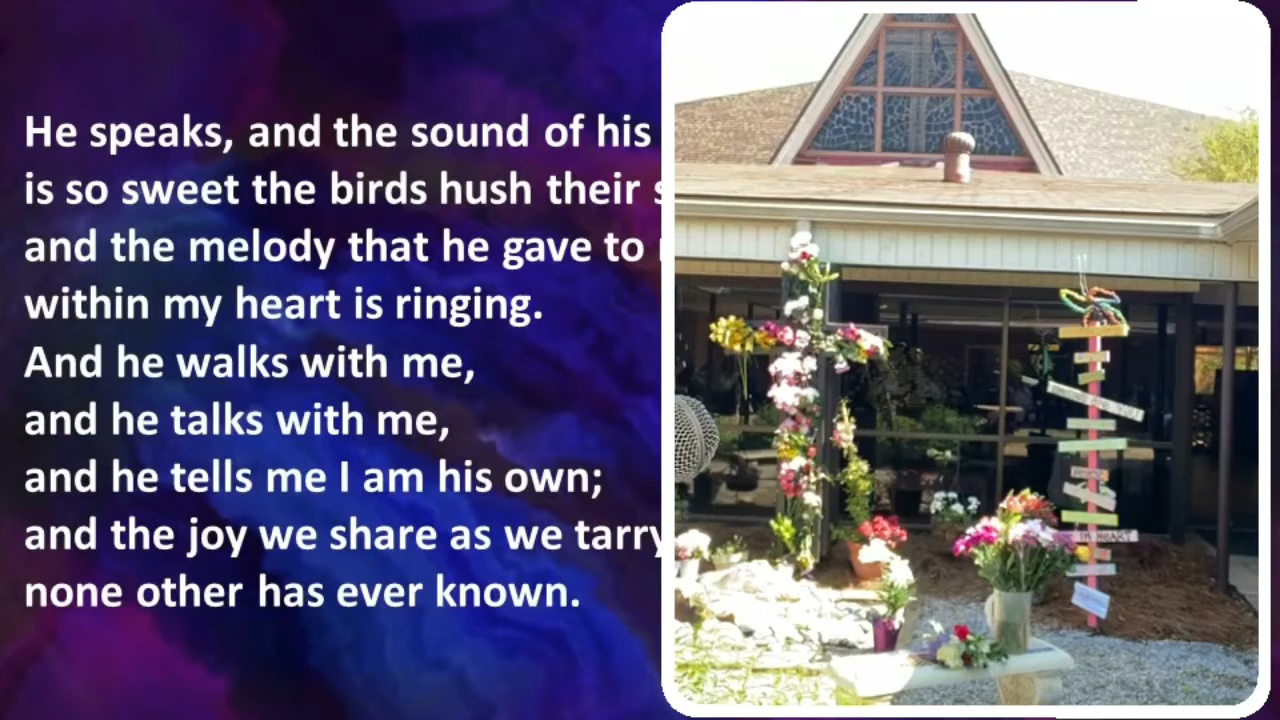 He speaks, and the sound of his
is so sweet the birds hush their s
and the melody that he gave to
within my heart is ringing.
And he walks with me,
and he talks with me,
and he tells me I am his own;
and the joy we share as we tarry
none other has ever known.
IN HEART